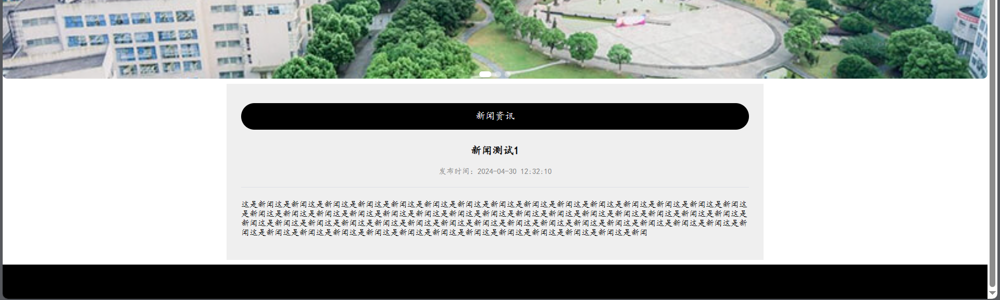 新闻资讯
新闻测试1
发布时间：2024-04-30 12:32:10
这是新闻这是新闻这是新闻这是新闻这是新闻这是新闻这是新闻这是新闻这是新闻这是新闻这是新闻这是新闻这是新闻这是新闻这是新闻这
是新闻这是新闻这是新闻这是新闻这是新闻这是新闻这是新闻这是新闻这是新闻这是新闻这是新闻这是新闻这是新闻这是新闻这是新闻这是
新闻这是新闻这是新闻这是新闻这是新闻这是新闻这是新闻这是新闻这是新闻这是新闻这是新闻这是新闻这是新闻这是新闻这是新闻这是新
闻这是新闻这是新闻这是新闻这是新闻这是新闻这是新闻这是新闻这是新闻这是新闻这是新闻这是新闻这是新闻